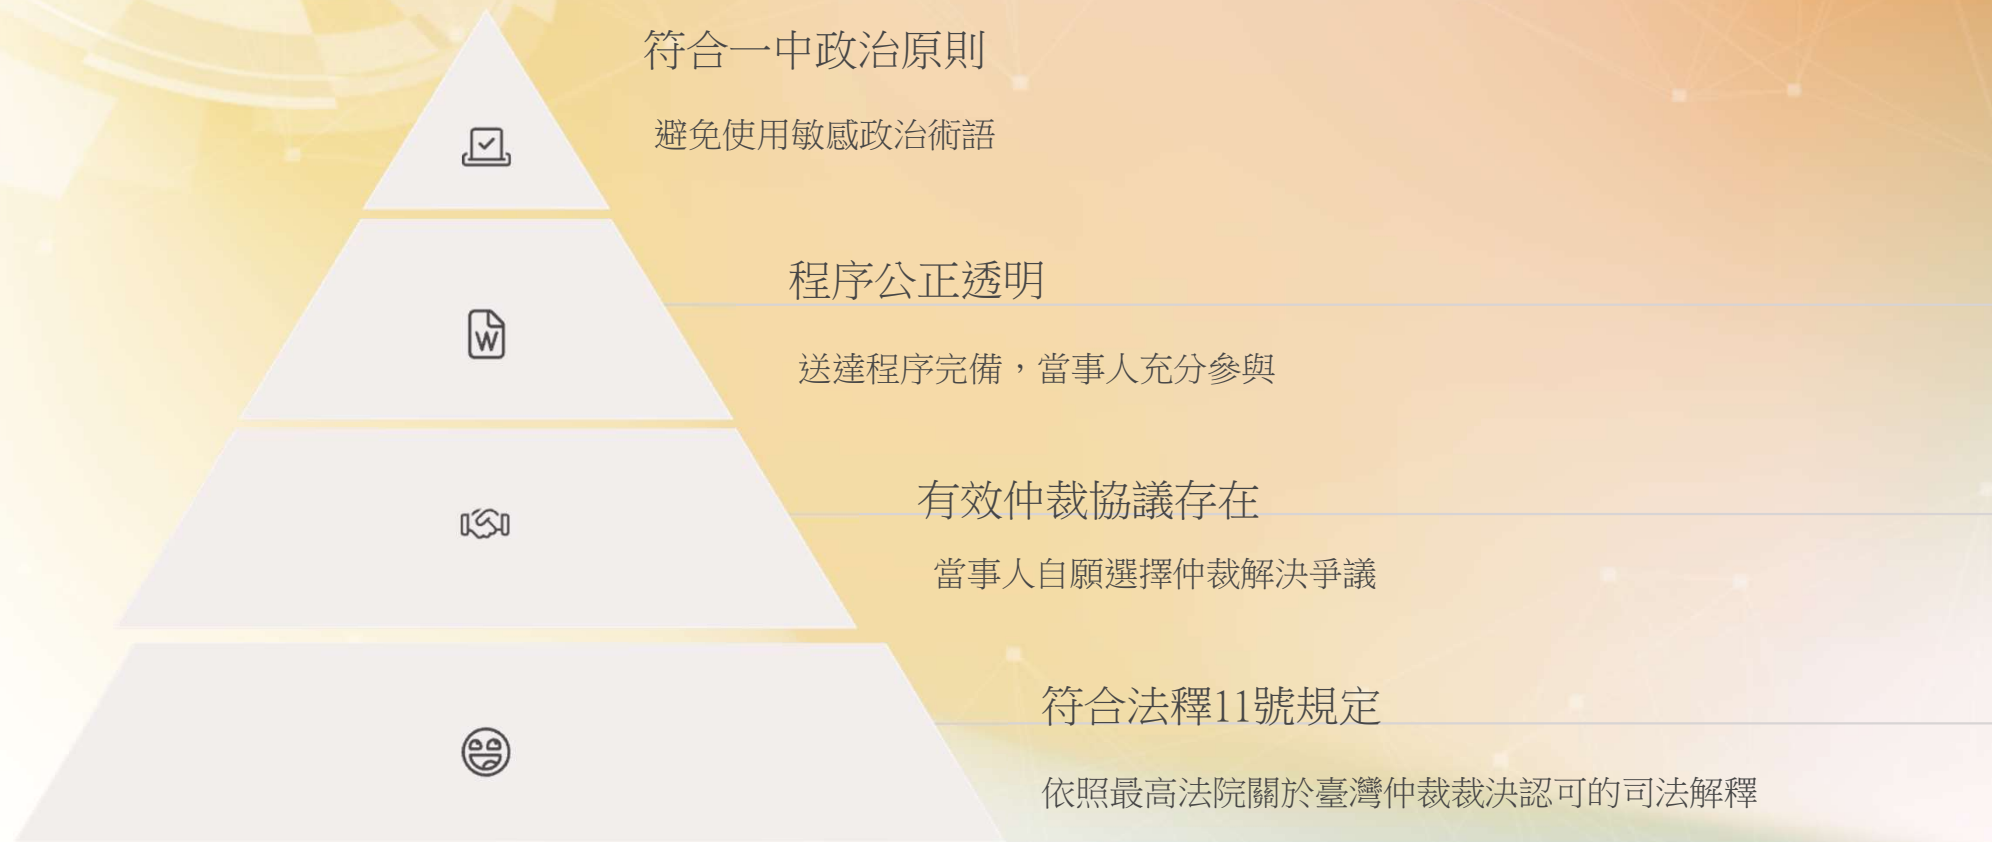 符合一中政治原則
避免使用敏感政治術語
程序公正透明
W
送達程序完備，當事人充分參與
有效仲裁協議存在
當事人自願選擇仲裁解決爭議
符合法釋11號規定
依照最高法院關於臺灣仲裁裁決認可的司法解釋